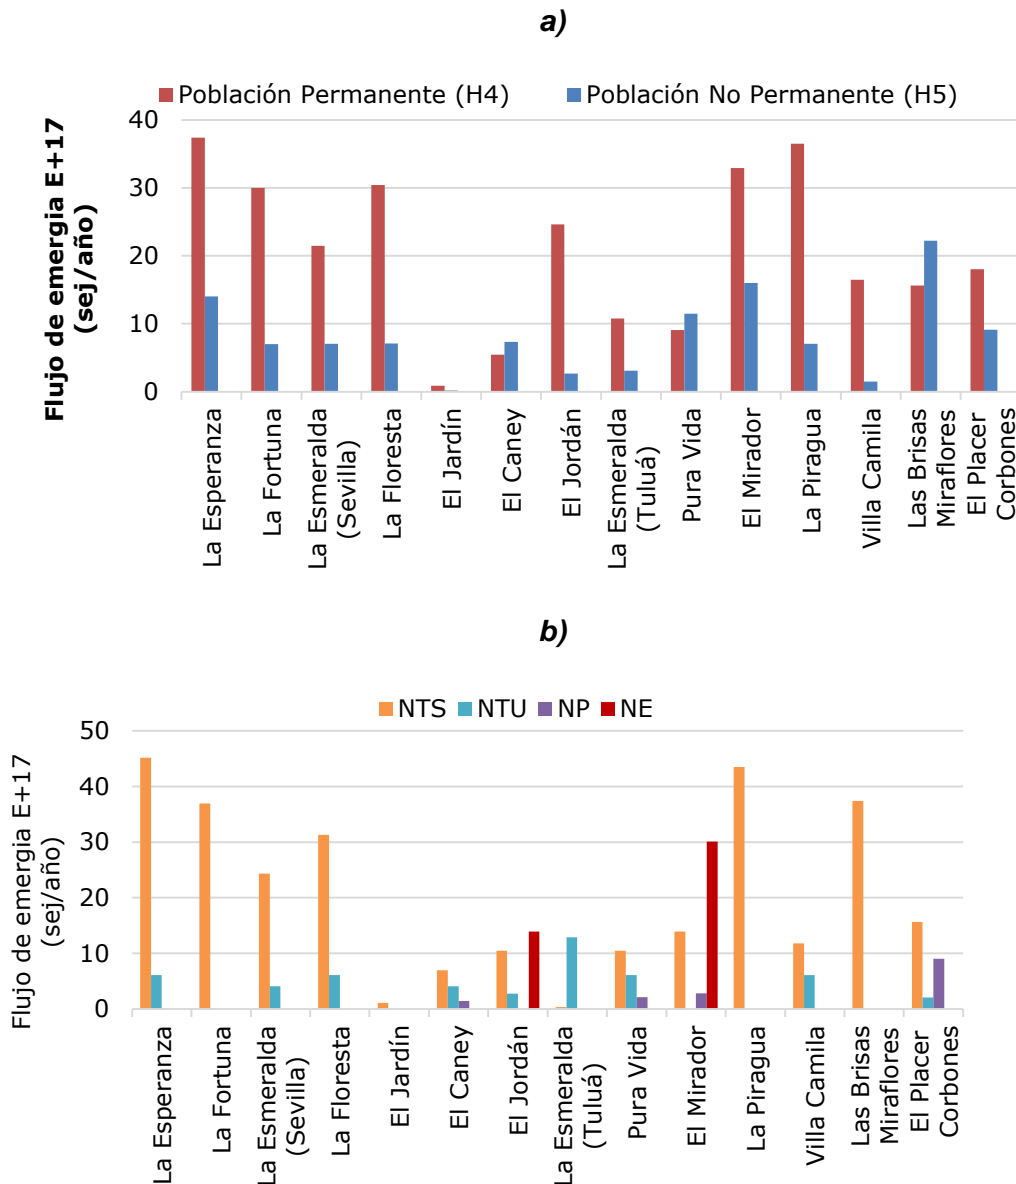 a)
Población Permanente (H4) Población No Permanente (H5)
Flujo de emergia E+17
(sej/año)
40
30
20
10
0
La Esperanza
La Fortuna
La Esmeralda
(Sevilla)
La Floresta
El Jardín
El Caney
El Jordán
La Esmeralda
(Tuluá)
Pura Vida
El Mirador
La Piragua
Villa Camila
Las Brisas
Miraflores
El Placer
Corbones
b)
NTS NTU NP NE
Flujo de emergia E+17
(sej/año)
50
40
30
20
10
0
La Esperanza
La Fortuna
La Esmeralda
(Sevilla)
La Floresta
El Jardín
El Caney
El Jordán
La Esmeralda
(Tuluá)
Pura Vida
El Mirador
La Piragua
Villa Camila
Las Brisas
Miraflores
El Placer
Corbones